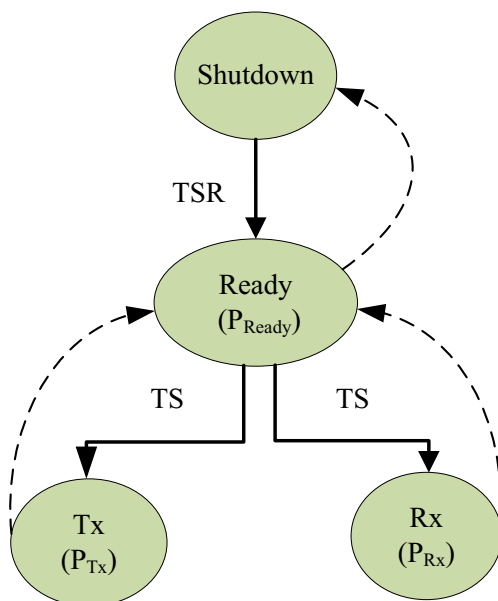 Shutdown
TSR
Ready
(P_Ready)
TS TS
Tx
(P_Tx)
Rx
(P_Rx)